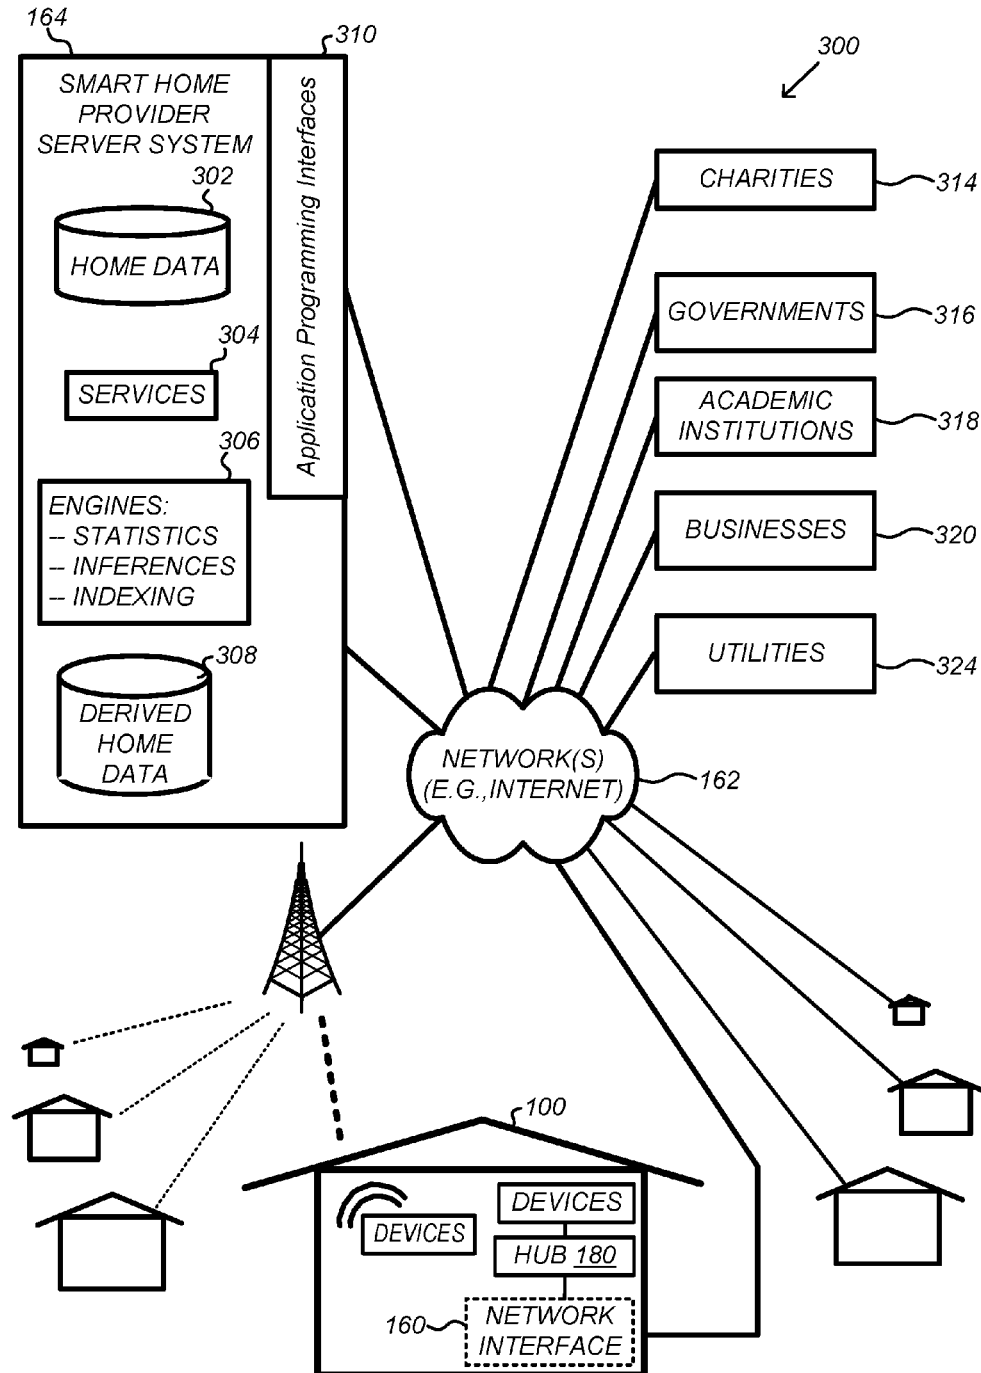 164
310
300
SMART HOME
PROVIDER
SERVER SYSTEM
Application Programming Interfaces
302
HOME DATA
304
SERVICES
306
ENGINES:
-- STATISTICS
-- INFERENCES
-- INDEXING
308
DERIVED
HOME
DATA
CHARITIES
314
GOVERNMENTS
316
ACADEMIC
INSTITUTIONS
318
BUSINESSES
320
UTILITIES
324
NETWORK(S)
(E.G.,INTERNET)
162
100
DEVICES
DEVICES
HUB 180
160
NETWORK
INTERFACE